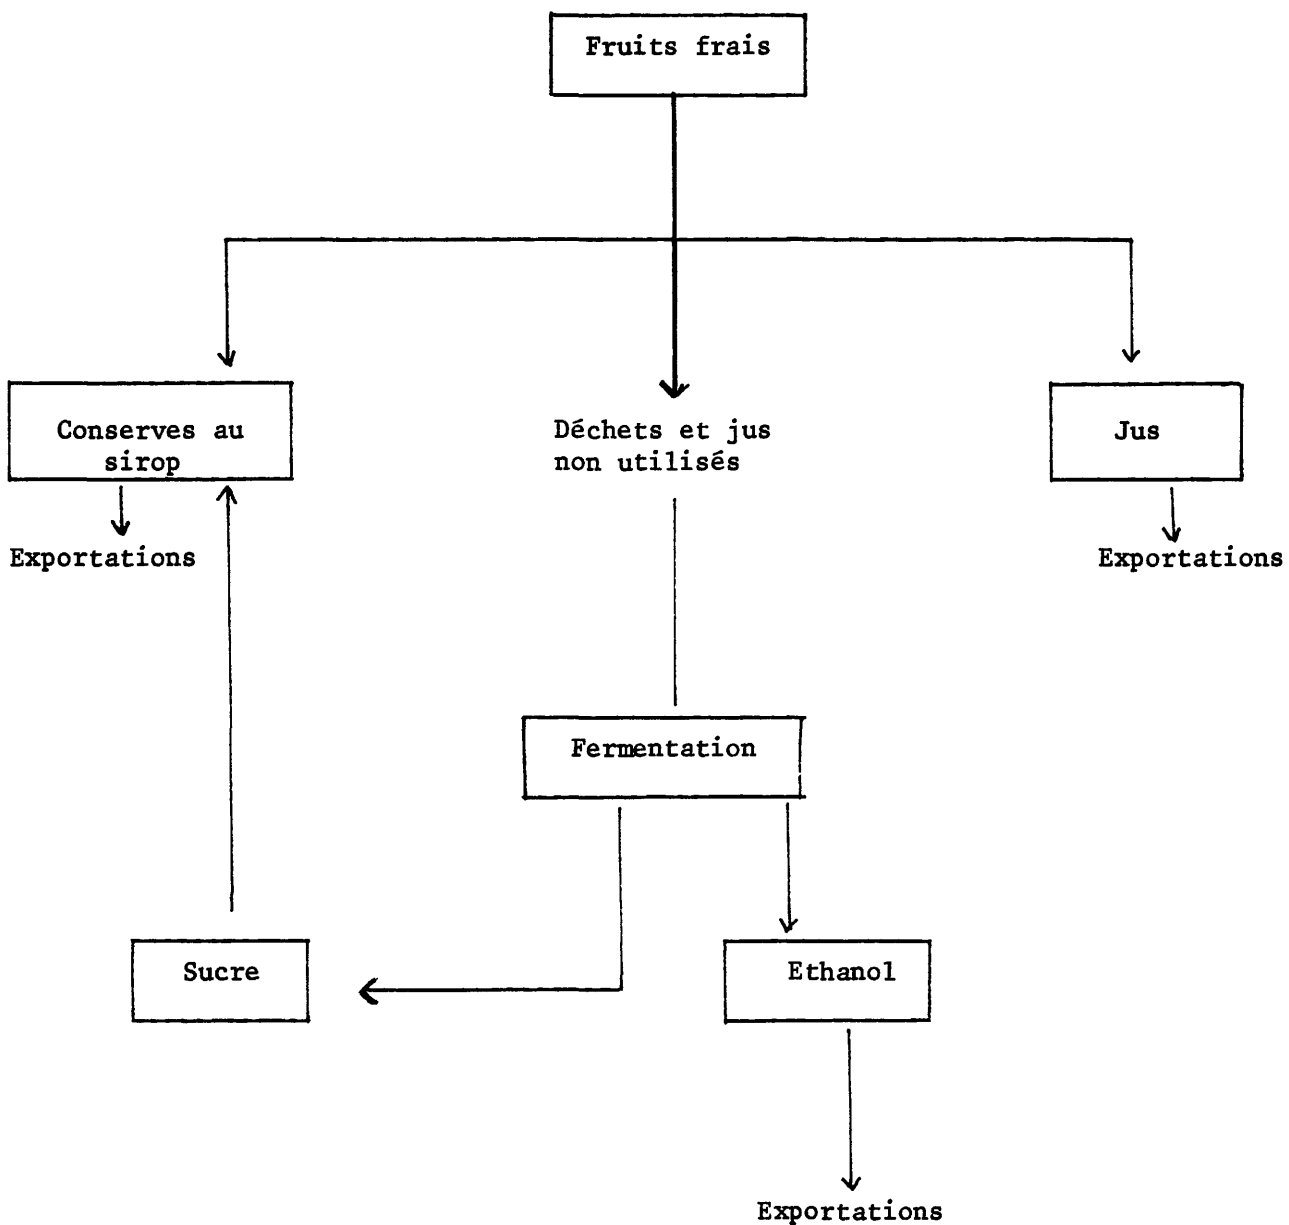 Fruits frais
Conserves au
sirop
Déchets et jus
non utilisés
Jus
Exportations
Exportations
Fermentation
Sucre
Ethanol
Exportations